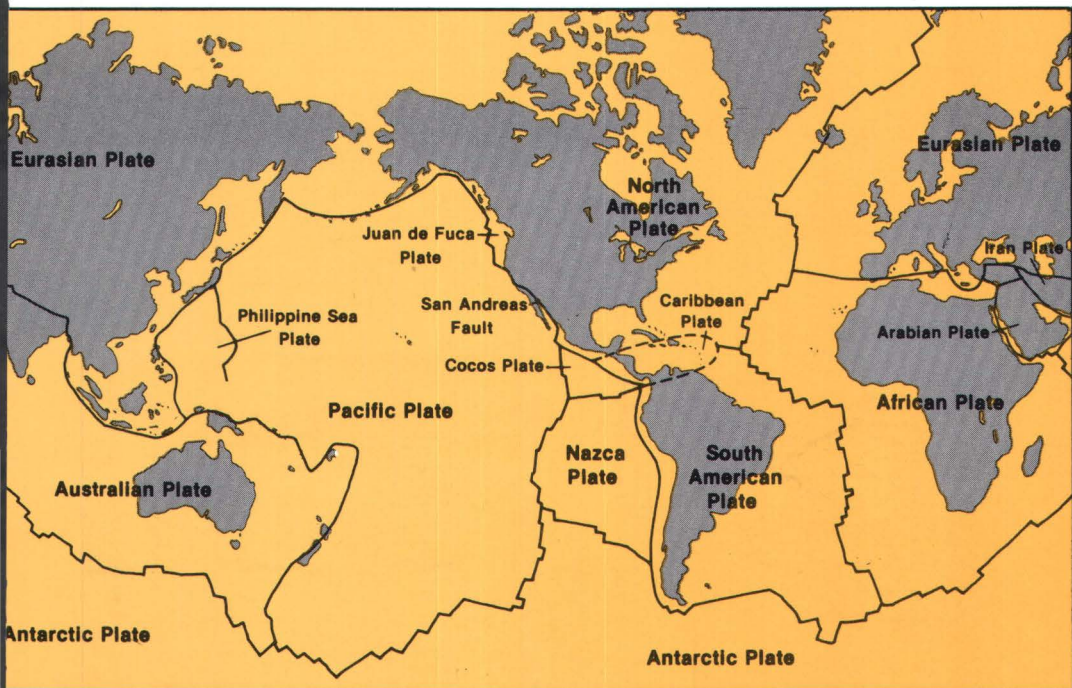 Eurasian Plate
Eurasian Plate
North
American
Plate
Juan de Fuca
Plate
Iran Plate
San Andreas
Fault
Caribbean
Plate
Philippine Sea
Plate
Arabian Plate
Cocos Plate
Pacific Plate
African Plate
Nazca
Plate
South
American
Plate
Australian Plate
Antarctic Plate
Antarctic Plate